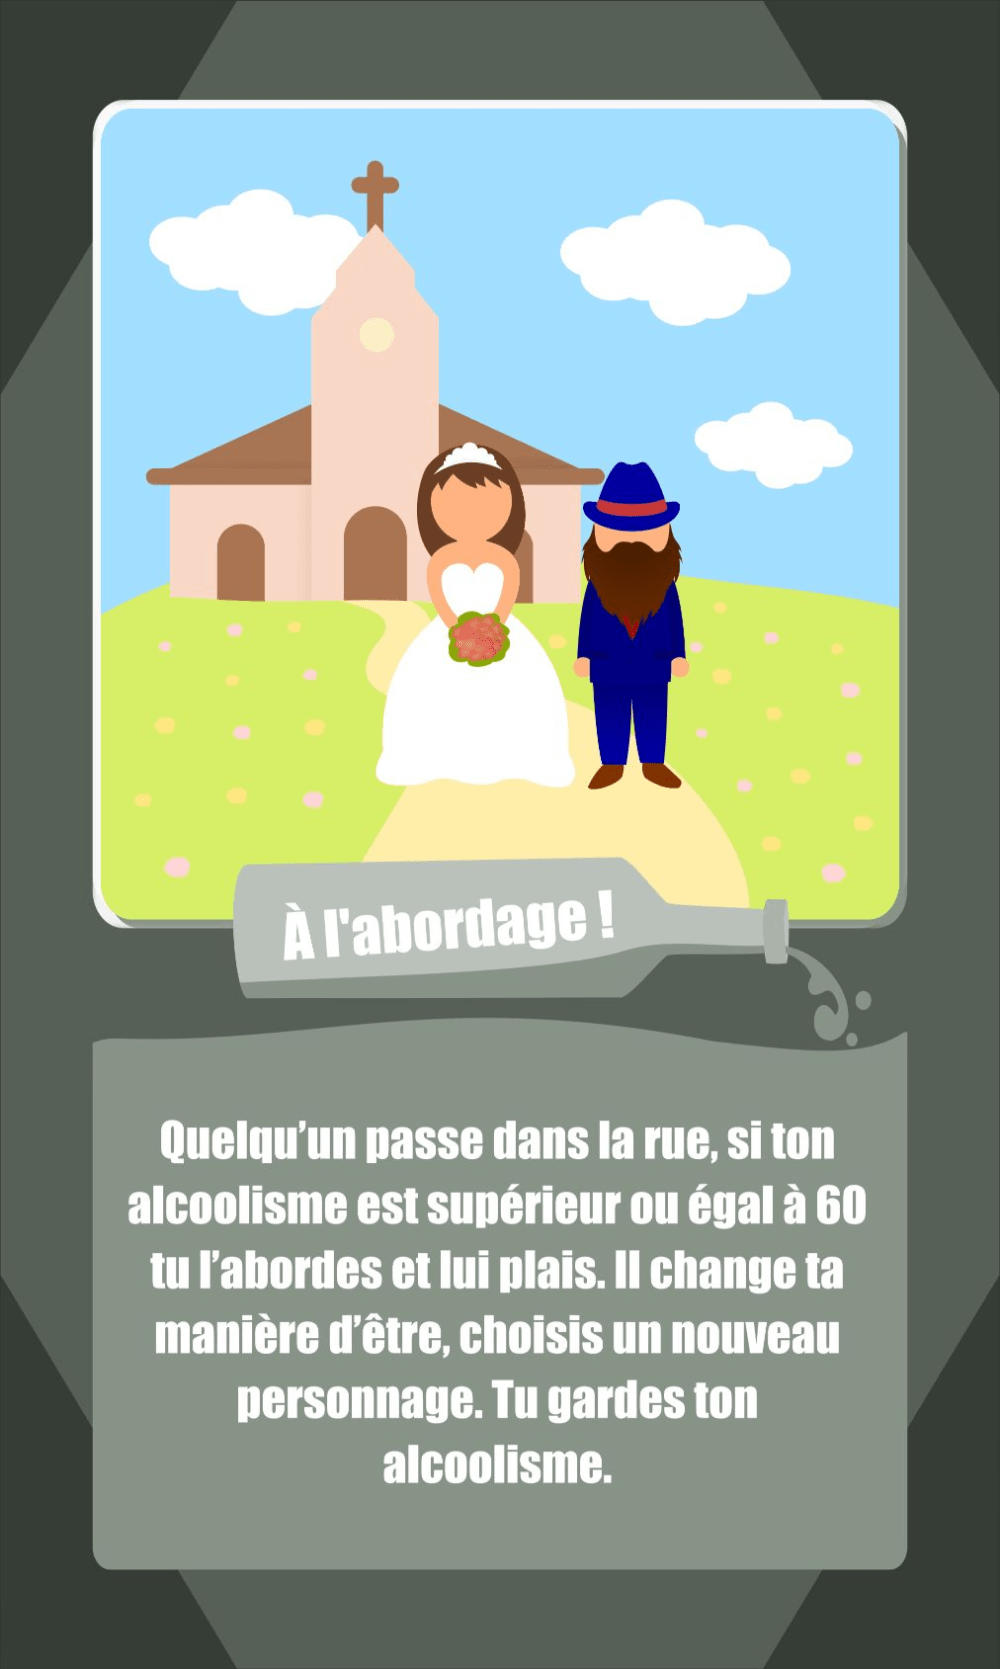 À l'abordage !
Quelqu’un passe dans la rue, si ton
alcoolisme est supérieur ou égal à 60
tu l’abordes et lui plais. Il change ta
manière d’être, choisis un nouveau
personnage. Tu gardes ton
alcoolisme.